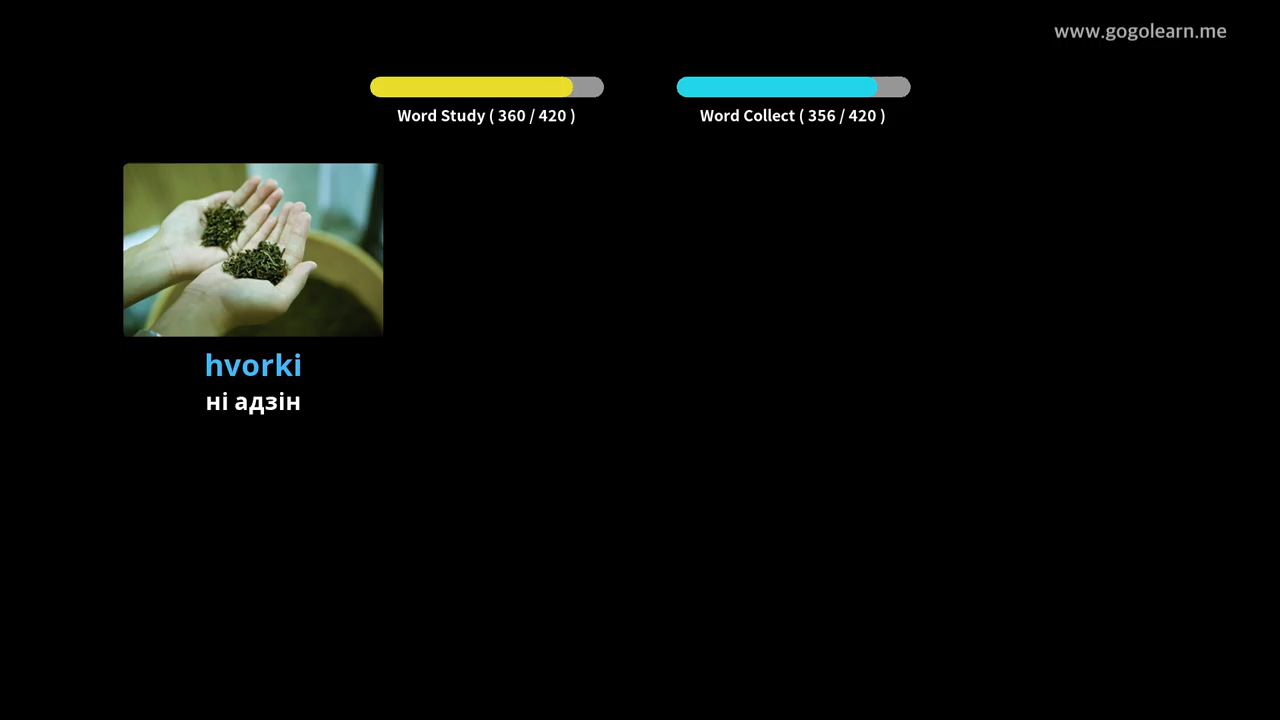 www.gogolearn.me
Word Study ( 360 / 420 )
Word Collect ( 356 / 420 )
hvorki
ні адзін